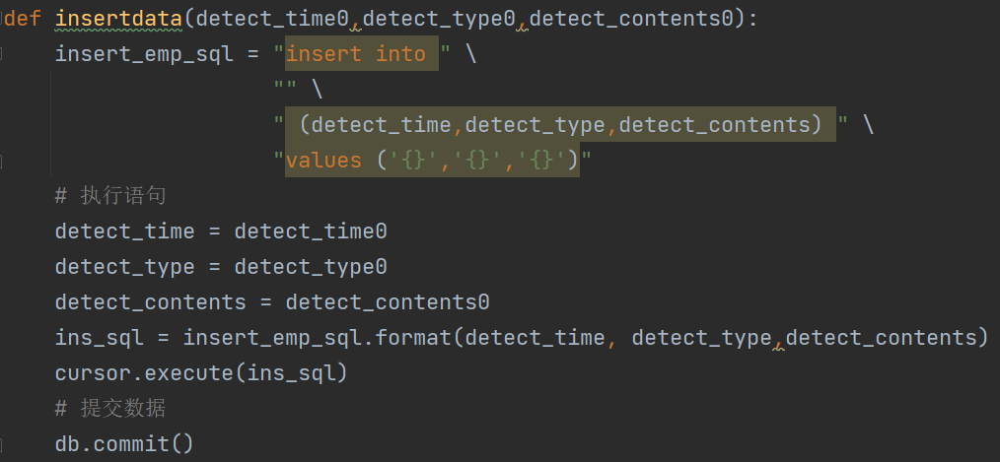 def insertdata(detect_time0,detect_type0,detect_contents0):
    insert_emp_sql = "insert into " \
                     "" \
                     " (detect_time,detect_type,detect_contents) " \
                     "values ('{}','{}','{}')"
    # 执行语句
    detect_time = detect_time0
    detect_type = detect_type0
    detect_contents = detect_contents0
    ins_sql = insert_emp_sql.format(detect_time, detect_type,detect_contents)
    cursor.execute(ins_sql)
    # 提交数据
    db.commit()